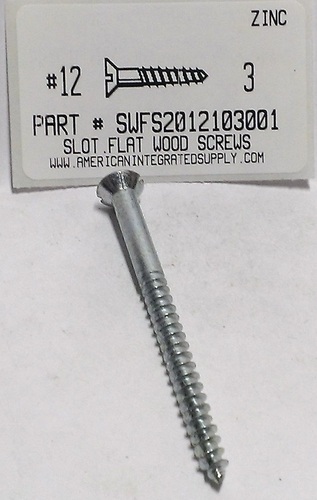 ZINC
#12 3
PART # SWFS2012103001
SLOT.FLAT WOOD SCREWS
WWW.AMERICANINTEGRATEDSUPPLY.COM